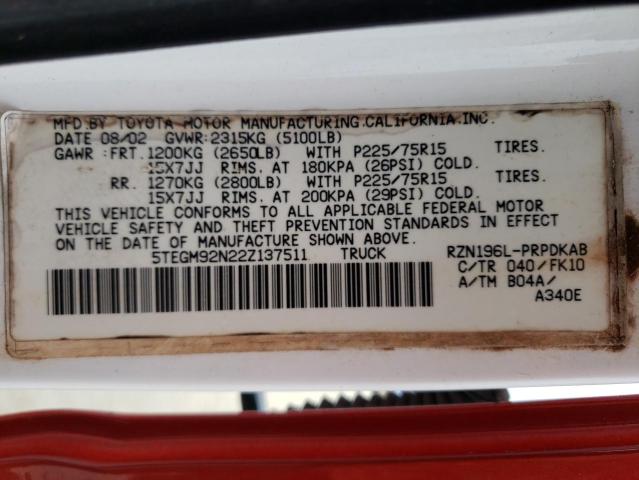 MFD.BY TOYOTA MOTOR MANUFACTURING.CALIFORNIA.INC.
DATE 08/02 GVWR:2315KG (5100LB)
GAWR :FRT.1200KG (2650LB) WITH P225/75R15 TIRES.
15X7JJ RIMS. AT 180KPA (26PSI) COLD.
RR. 1270KG (2800LB) WITH P225/75R15 TIRES.
15X7JJ RIMS. AT 200KPA (29PSI) COLD.
THIS VEHICLE CONFORMS TO ALL APPLICABLE FEDERAL MOTOR
VEHICLE SAFETY AND THEFT PREVENTION STANDARDS IN EFFECT
ON DATE OF MANUFACTURE SHOWN ABOVE.
5TEGM92N22Z137511 TRUCK RZN196L-PRPDKAB
C/TR 040/FK10
A/TM B04A/
A340E